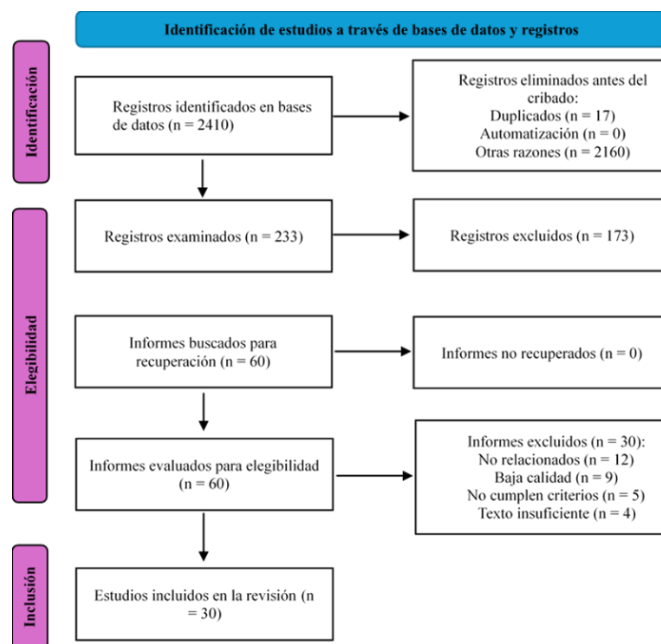 Identificación de estudios a través de bases de datos y registros
Identificación
Registros identificados en bases
de datos (n = 2410)
Registros eliminados antes del
cribado:
Duplicados (n = 17)
Automatización (n = 0)
Otras razones (n = 2160)
Elegibilidad
Registros examinados (n = 233)
Registros excluidos (n = 173)
Informes buscados para
recuperación (n = 60)
Informes no recuperados (n = 0)
Informes evaluados para elegibilidad
(n = 60)
Informes excluidos (n = 30):
No relacionados (n = 12)
Baja calidad (n = 9)
No cumplen criterios (n = 5)
Texto insuficiente (n = 4)
Inclusión
Estudios incluidos en la revisión (n
= 30)